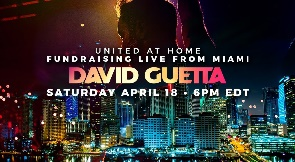 UNITED AT HOME
FUNDRAISING LIVE FROM MIAMI
DAVID GUETTA
SATURDAY APRIL 18 • 6PM EDT